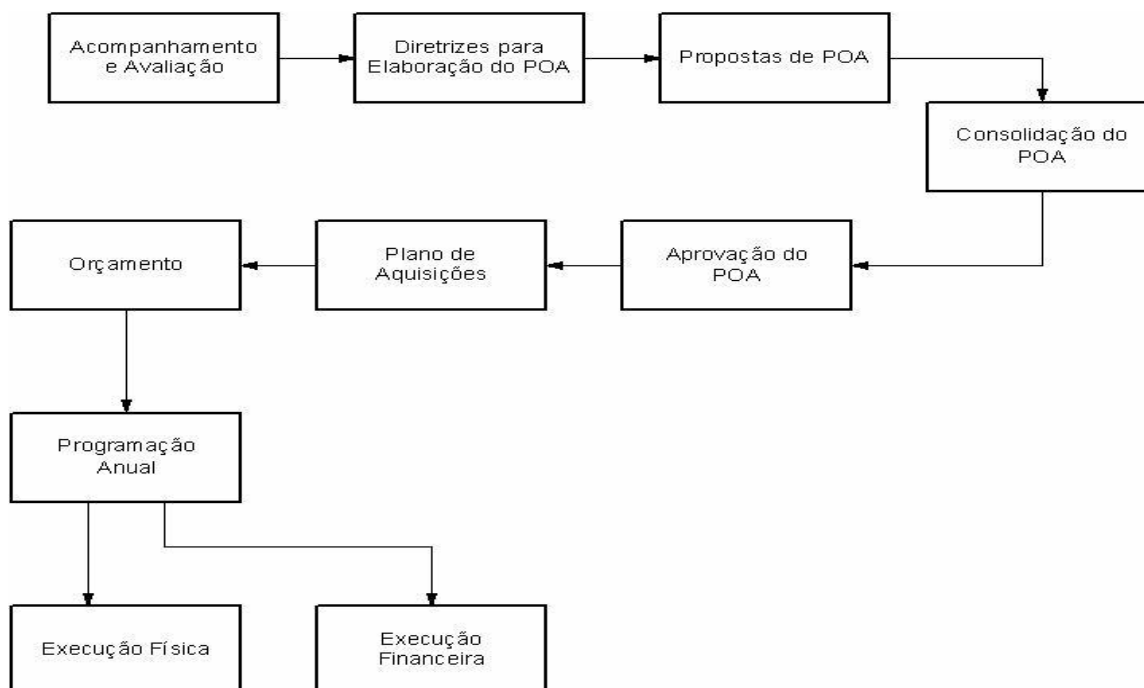 Acompanhamento
e Avaliação
Diretrizes para
Elaboração do POA
Propostas de POA
Consolidação do
POA
Aprovação do
POA
Plano de
Aquisições
Orçamento
Programação
Anual
Execução Física
Execução
Financeira